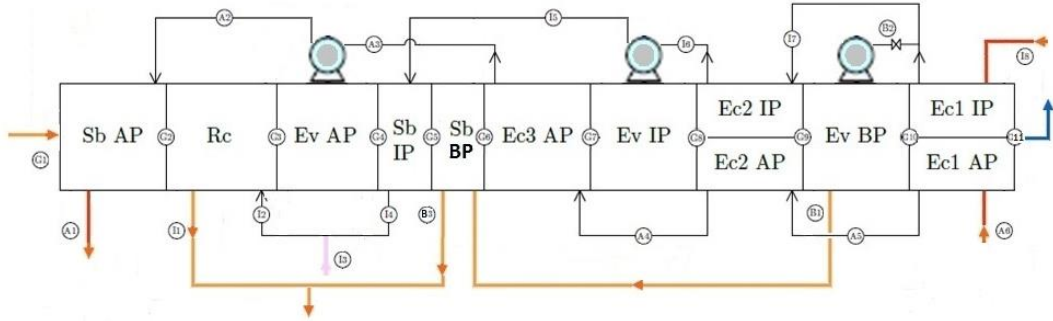 A2
A3
I5
I6
I7
B2
I8
Sb AP
G2
Rc
G3
Ev AP
G4
Sb
IP
G5
Sb
BP
G6
Ec3 AP
G7
Ev IP
G8
Ec2 IP
Ec2 AP
G9
Ev BP
G10
Ec1 IP
Ec1 AP
G11
G1
A1
I1
I2
I3
I4
B3
A4
B1
A5
A6